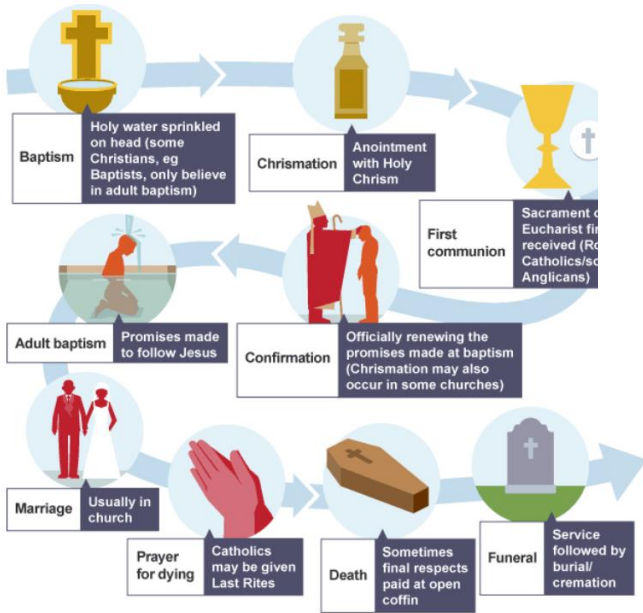 Baptism
Holy water sprinkled
on head (some
Christians, eg
Baptists, only believe
in adult baptism)
Chrismation
Anointment
with Holy
Chrism
First
communion
Sacrament
Eucharist
received
Catholics/
Anglicans)
Confirmation
Officially renewing the
promises made at baptism
(Chrismation may also
occur in some churches)
Adult baptism
Promises made
to follow Jesus
Marriage
Usually in
church
Prayer
for dying
Catholics
may be given
Last Rites
Death
Sometimes
final respects
paid at open
coffin
Funeral
Service
followed by
burial/
cremation